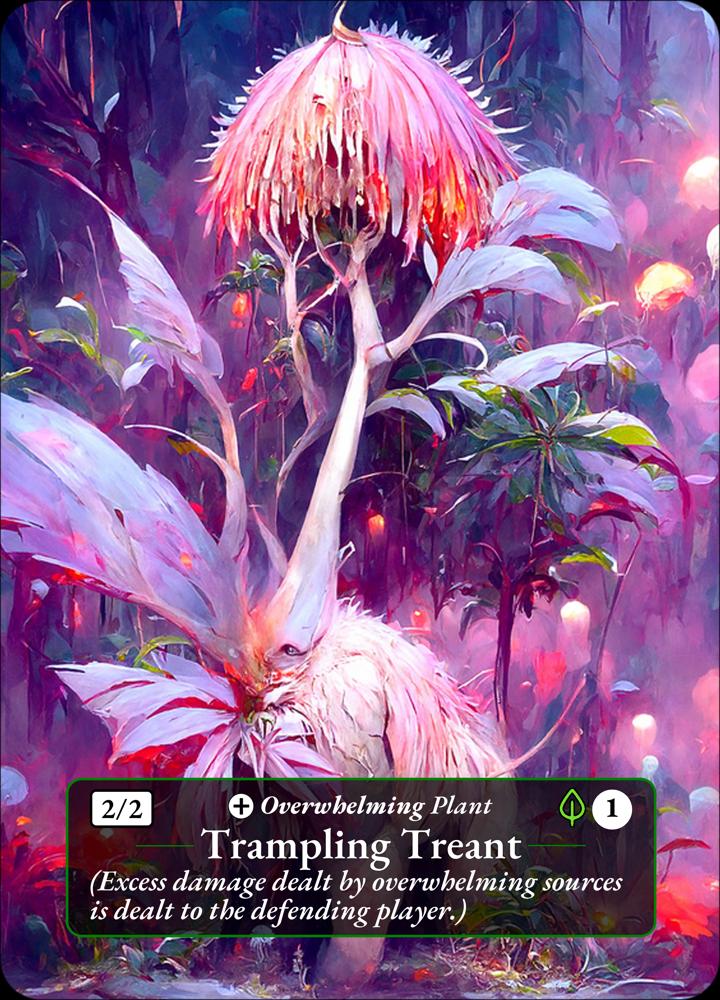 2/2 Overwhelming Plant 1
Trampling Treant
(Excess damage dealt by overwhelming sources
is dealt to the defending player.)